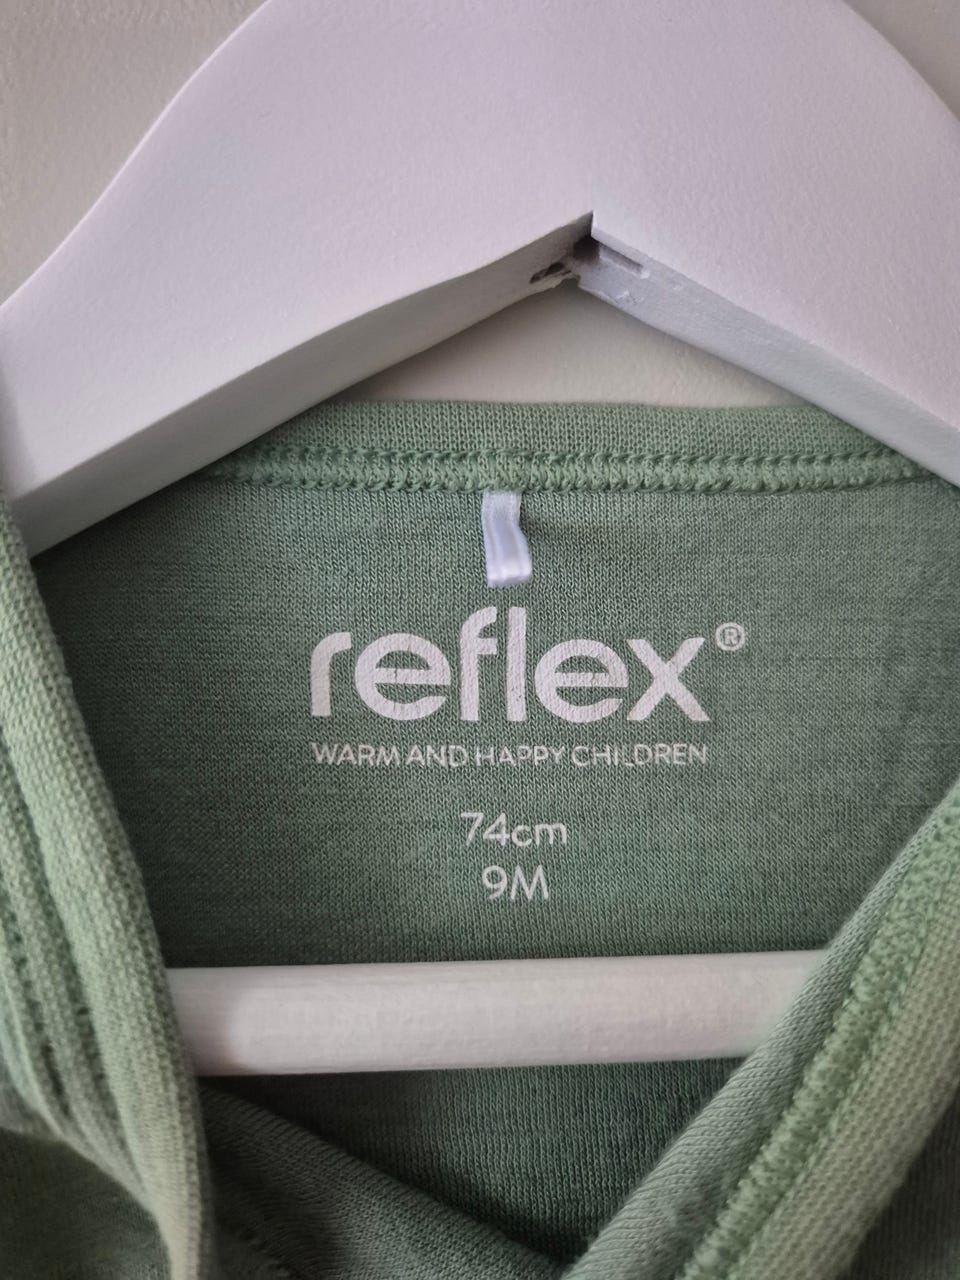 reflex®
WARM AND HAPPY CHILDREN
74cm
9M